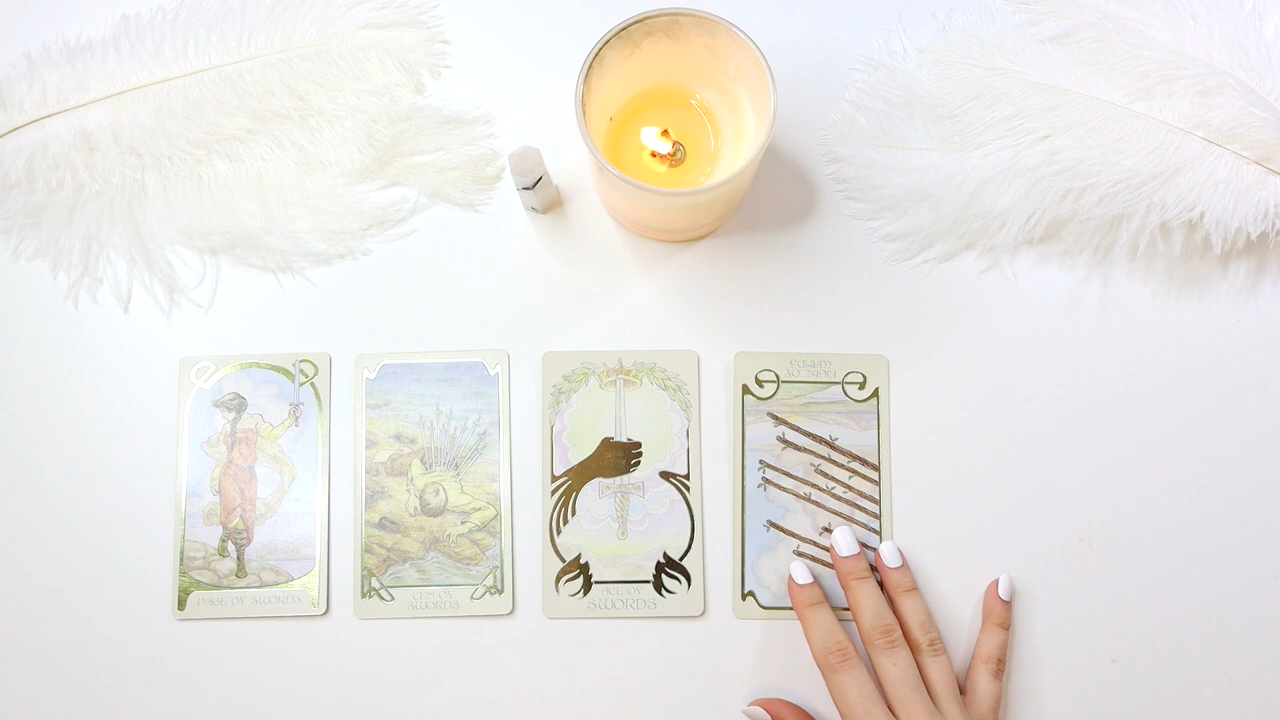 PAGE OF SWORDS
TEN OF
SWORDS
ACE OF
SWORDS
EIGHT OF
WANDS